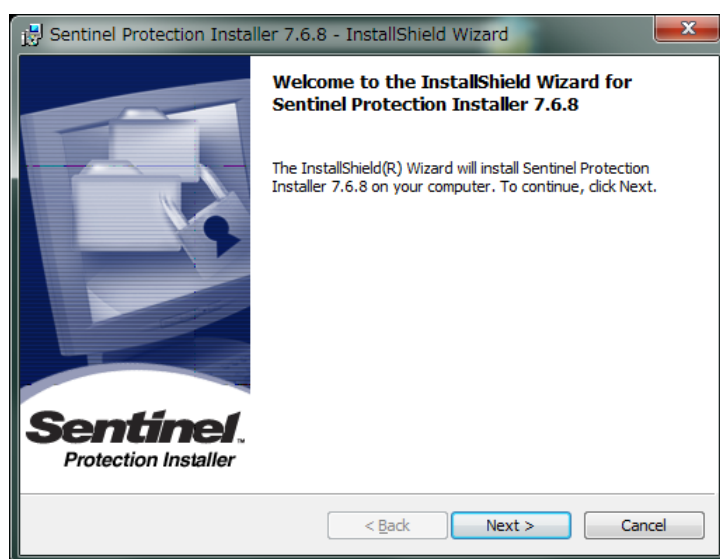 Sentinel Protection Installer 7.6.8 - InstallShield Wizard
Welcome to the InstallShield Wizard for
Sentinel Protection Installer 7.6.8
The InstallShield(R) Wizard will install Sentinel Protection
Installer 7.6.8 on your computer. To continue, click Next.
Sentinel™
Protection Installer
< Back
Next >
Cancel